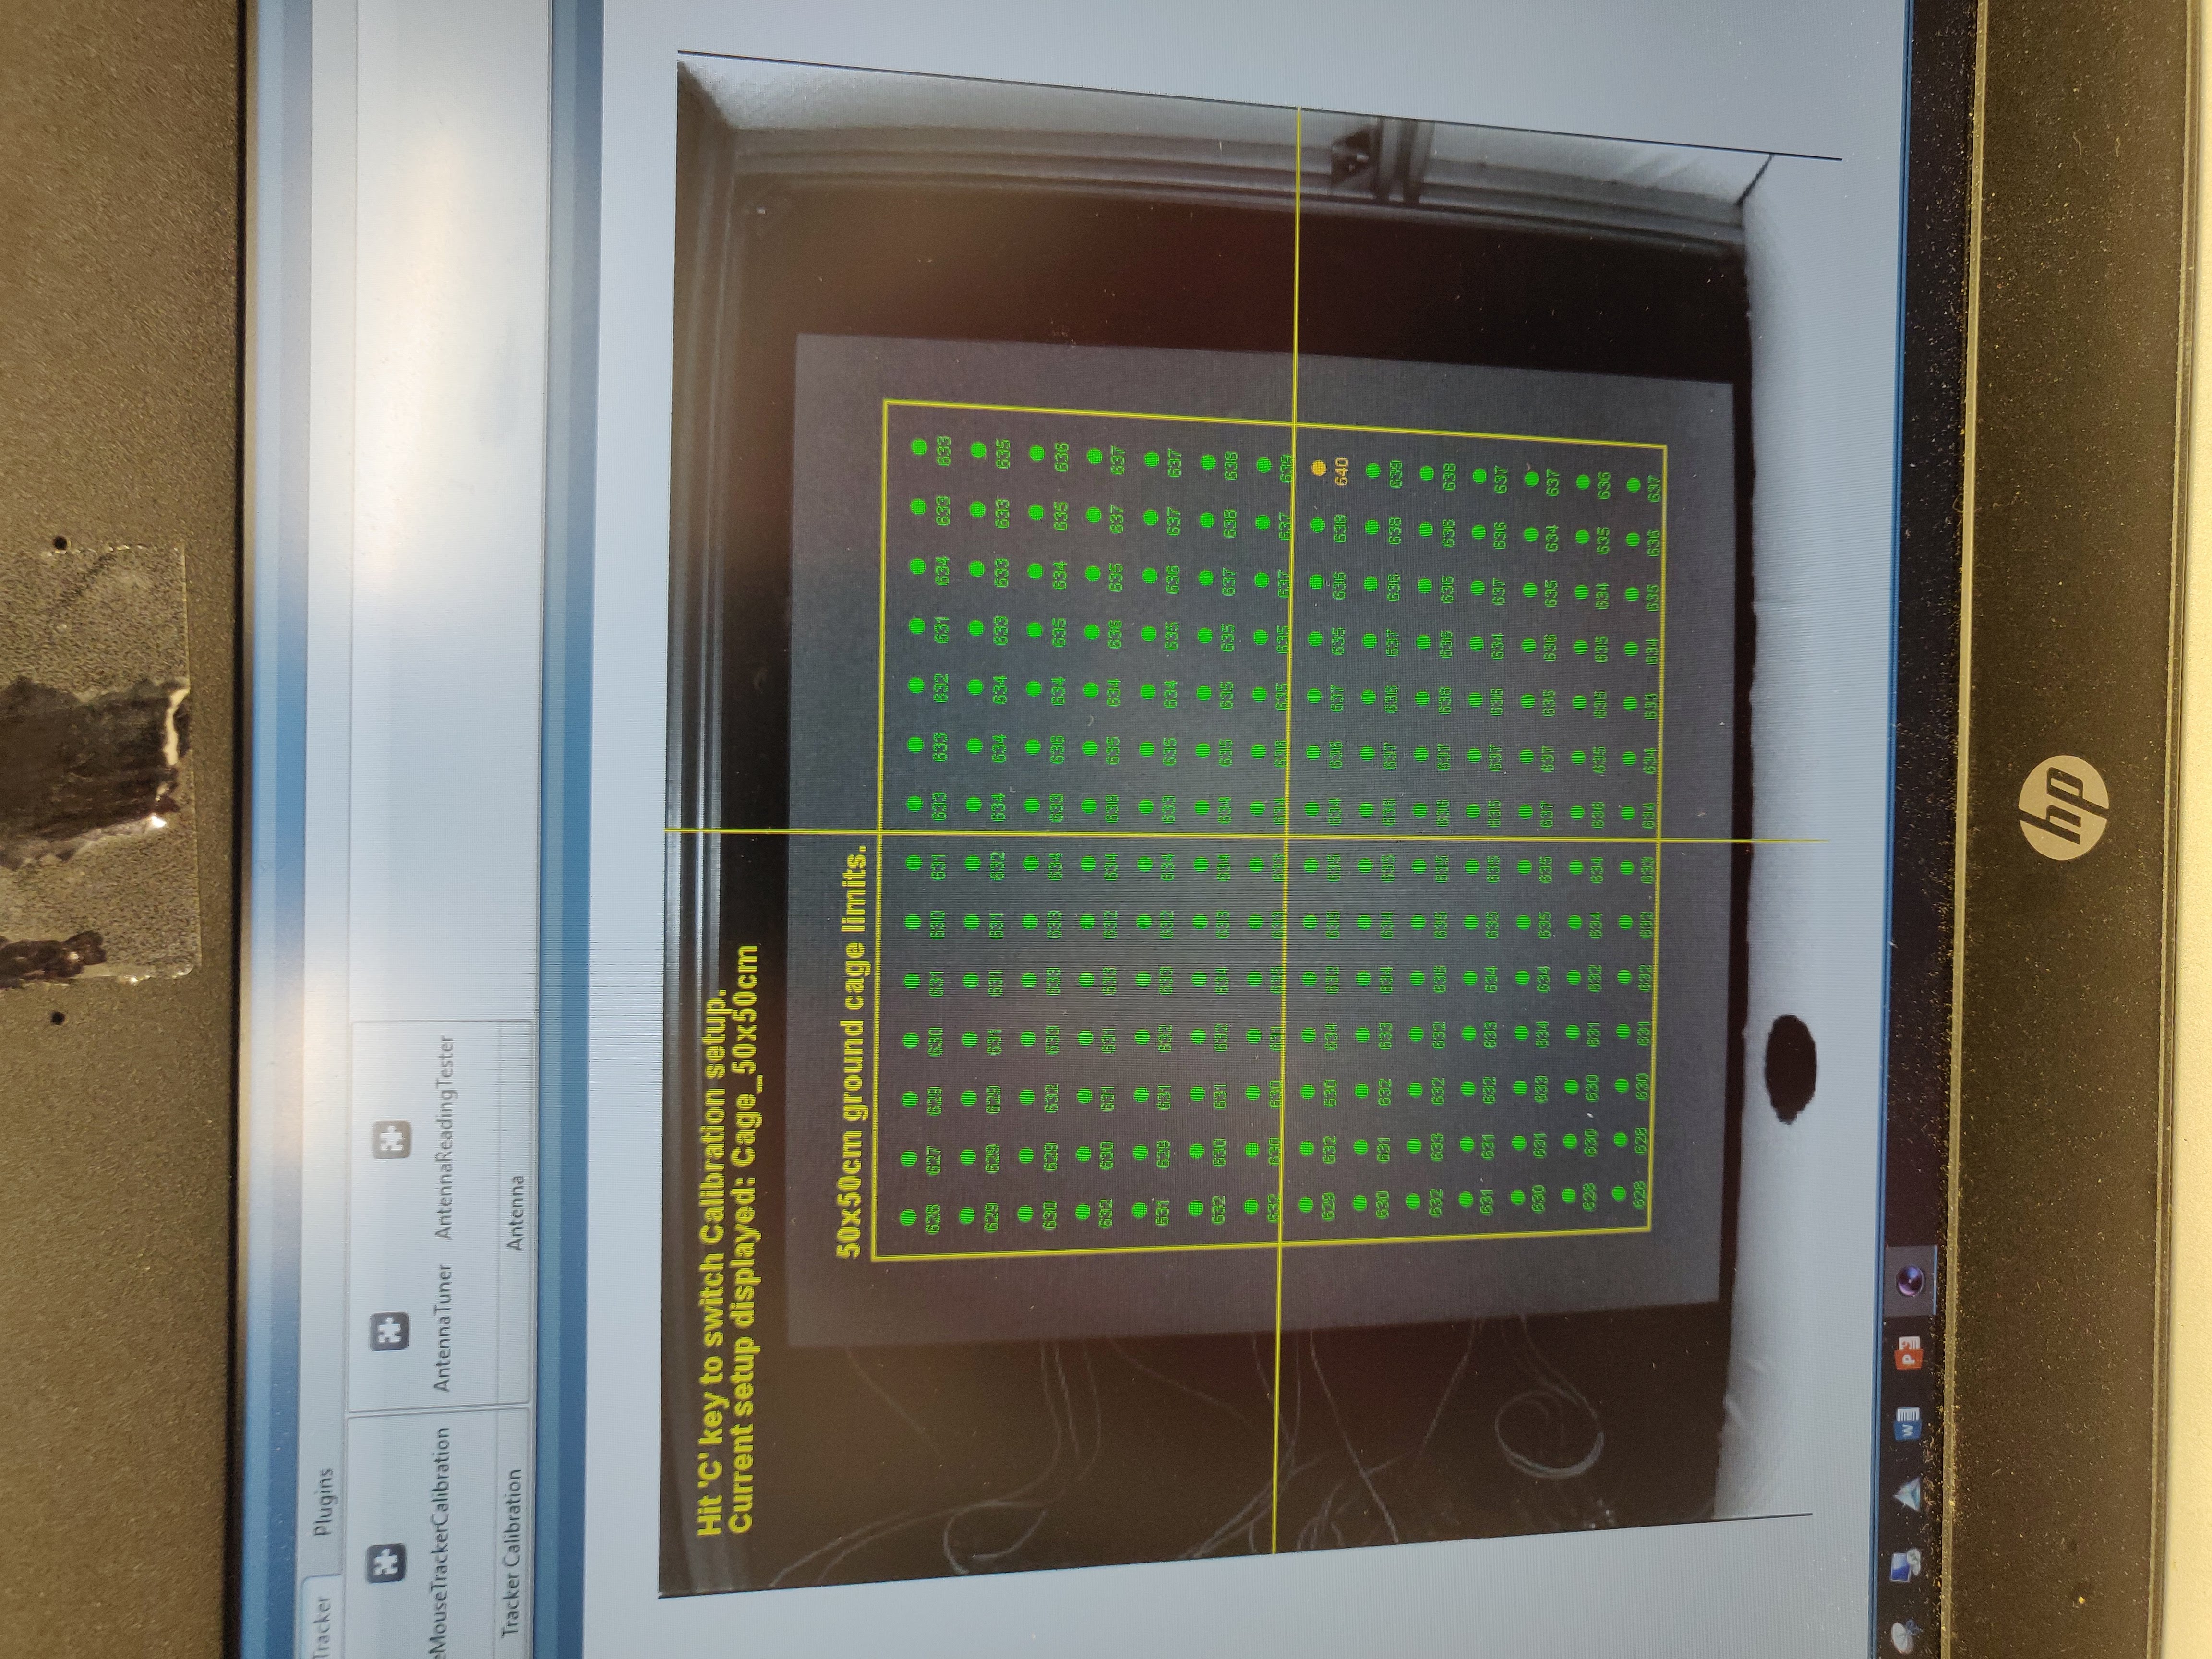 Tracker Plugins
eMouseTrackerCalibration AntennaTuner AntennaReadingTester
Tracker Calibration Antenna
Hit 'C' key to switch Calibration setup.
Current setup displayed: Cage_50x50cm
50x50cm ground cage limits.
628 627 629 630 631 630 631 633 633 632 631 634 633 633
629 629 629 631 631 631 632 634 634 634 633 633 633 635
630 629 632 633 633 633 634 633 636 634 635 634 635 636
632 630 631 631 633 632 634 636 635 634 636 635 637 637
631 629 631 632 633 632 634 633 635 634 635 636 637 637
632 630 631 632 634 633 634 634 635 635 635 637 638 638
632 630 630 631 634 636 635 635 637 637 639
629 632 630 634 632 634 636 637 635 636 638 640
630 631 632 633 634 634 635 636 637 636 637 636 638 639
632 633 632 632 636 635 635 636 637 638 636 636 636 638
631 631 632 633 634 635 635 635 637 636 634 637 636 637
630 631 633 634 634 635 635 637 637 636 636 635 634 637
628 630 630 631 632 634 634 636 635 635 635 634 635 636
628 628 630 631 632 632 633 634 634 633 634 635 636 637
hp